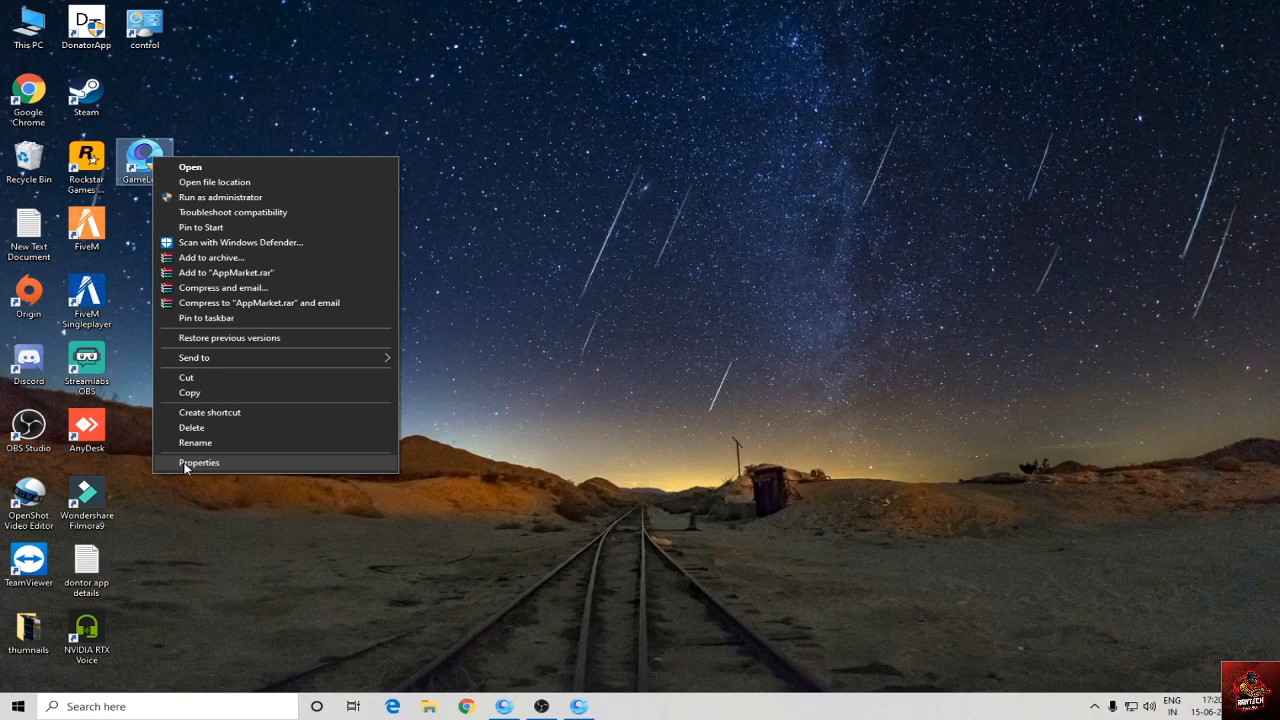 This PC
DonatorApp
control
Google
Chrome
Steam
Recycle Bin
Rockstar
Games ...
New Text
Document
FiveM
Origin
FiveM
Singleplayer
Discord
Streamlabs
OBS
OBS Studio
AnyDesk
OpenShot
Video Editor
Wondershare
Filmora9
TeamViewer
dontor app
details
thumnails
NVIDIA RTX
Voice
Open
Open file location
Run as administrator
Troubleshoot compatibility
Pin to Start
Scan with Windows Defender...
Add to archive...
Add to "AppMarket.rar"
Compress and email...
Compress to "AppMarket.rar" and email
Pin to taskbar
Restore previous versions
Send to
Cut
Copy
Create shortcut
Delete
Rename
Properties
Search here
ENG
IN
17:20
15-06-2